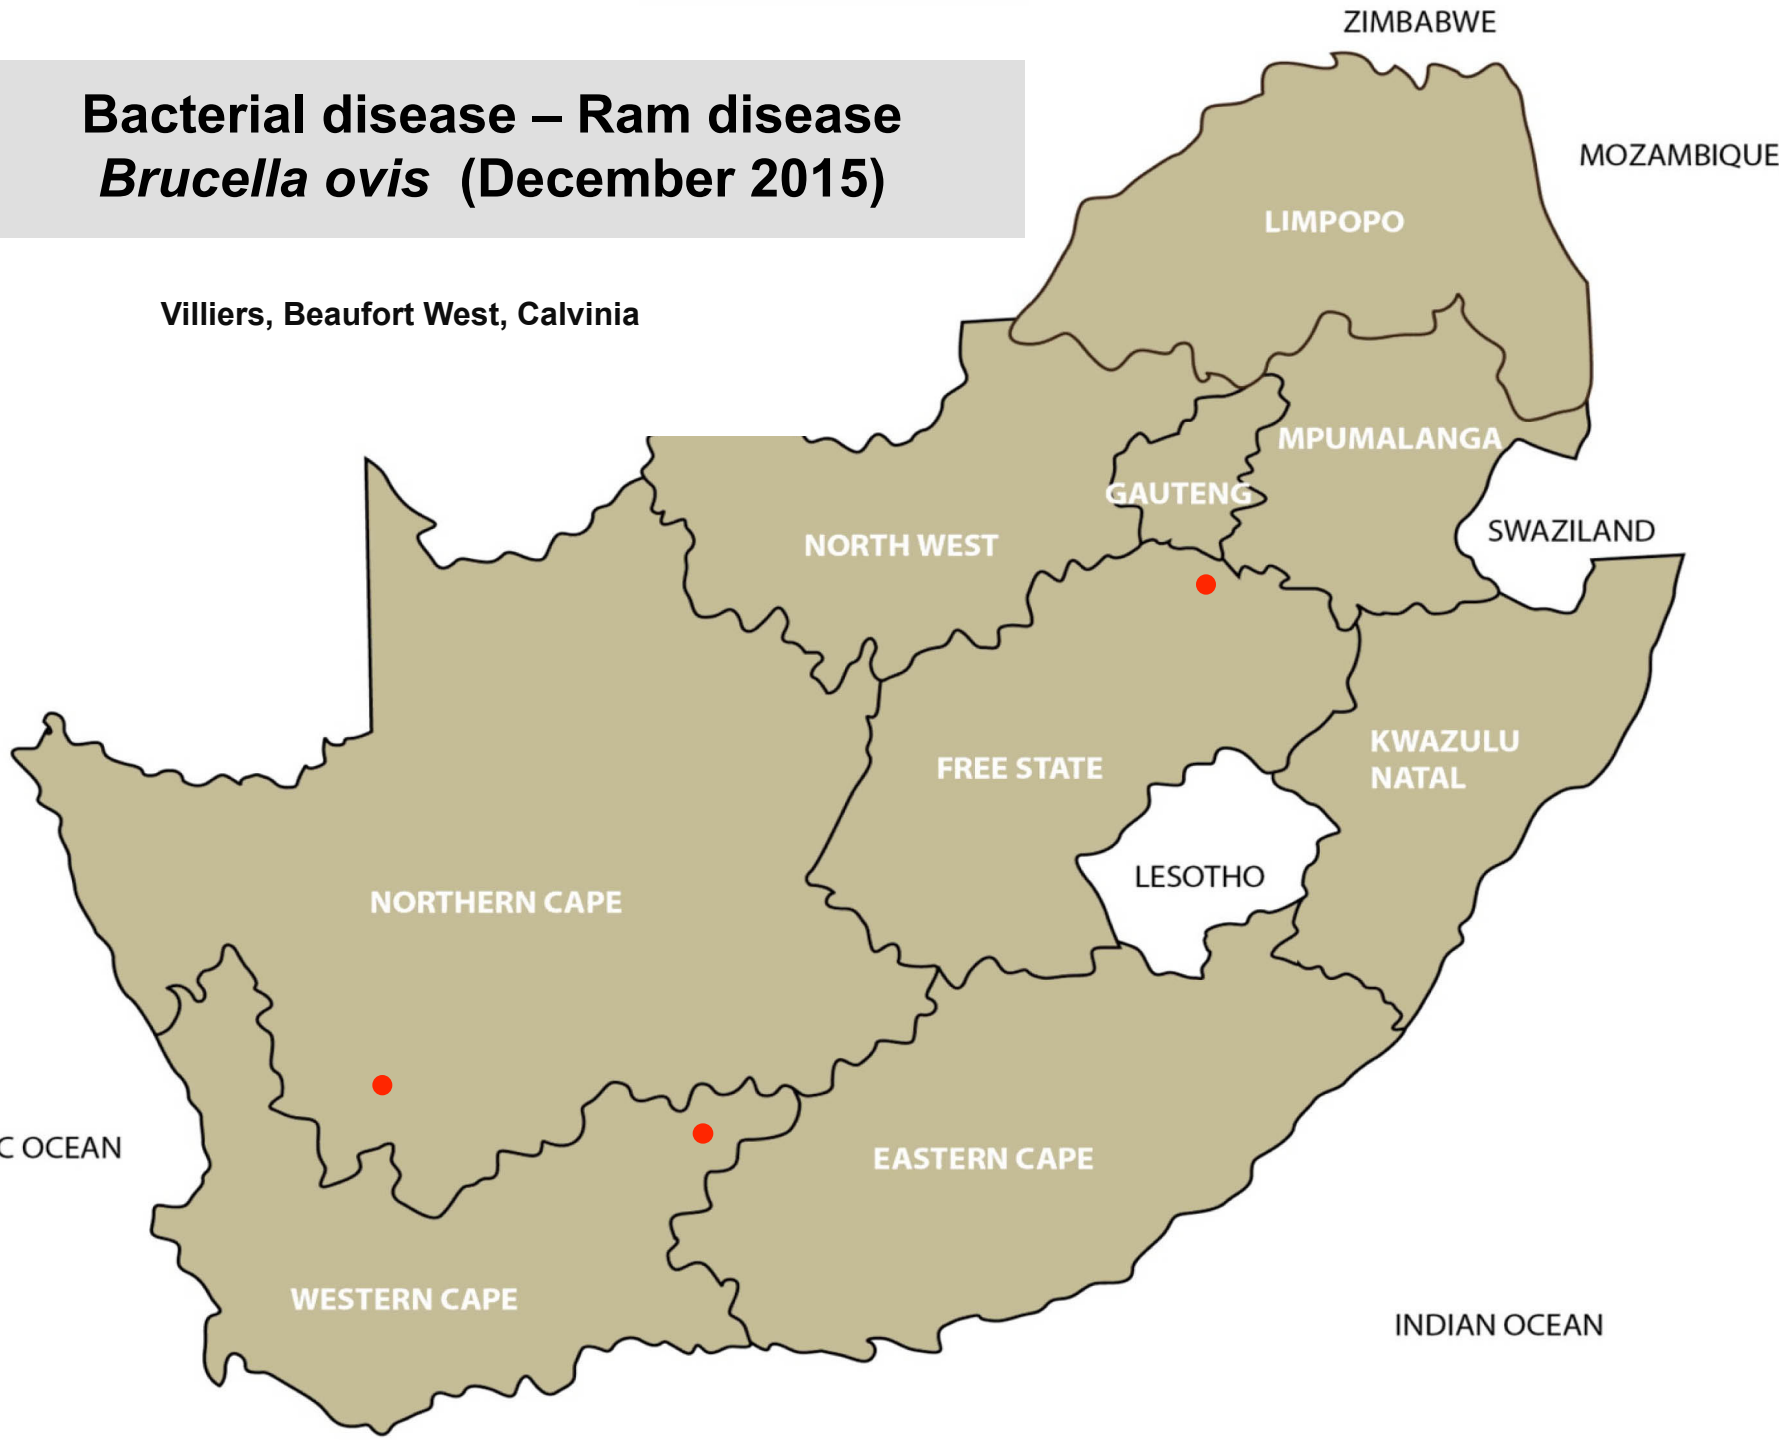 ZIMBABWE
Bacterial disease – Ram disease
Brucella ovis (December 2015)
MOZAMBIQUE
LIMPOPO
Villiers, Beaufort West, Calvinia
MPUMALANGA
GAUTENG
SWAZILAND
NORTH WEST
KWAZULU
NATAL
FREE STATE
LESOTHO
NORTHERN CAPE
C OCEAN
EASTERN CAPE
WESTERN CAPE
INDIAN OCEAN